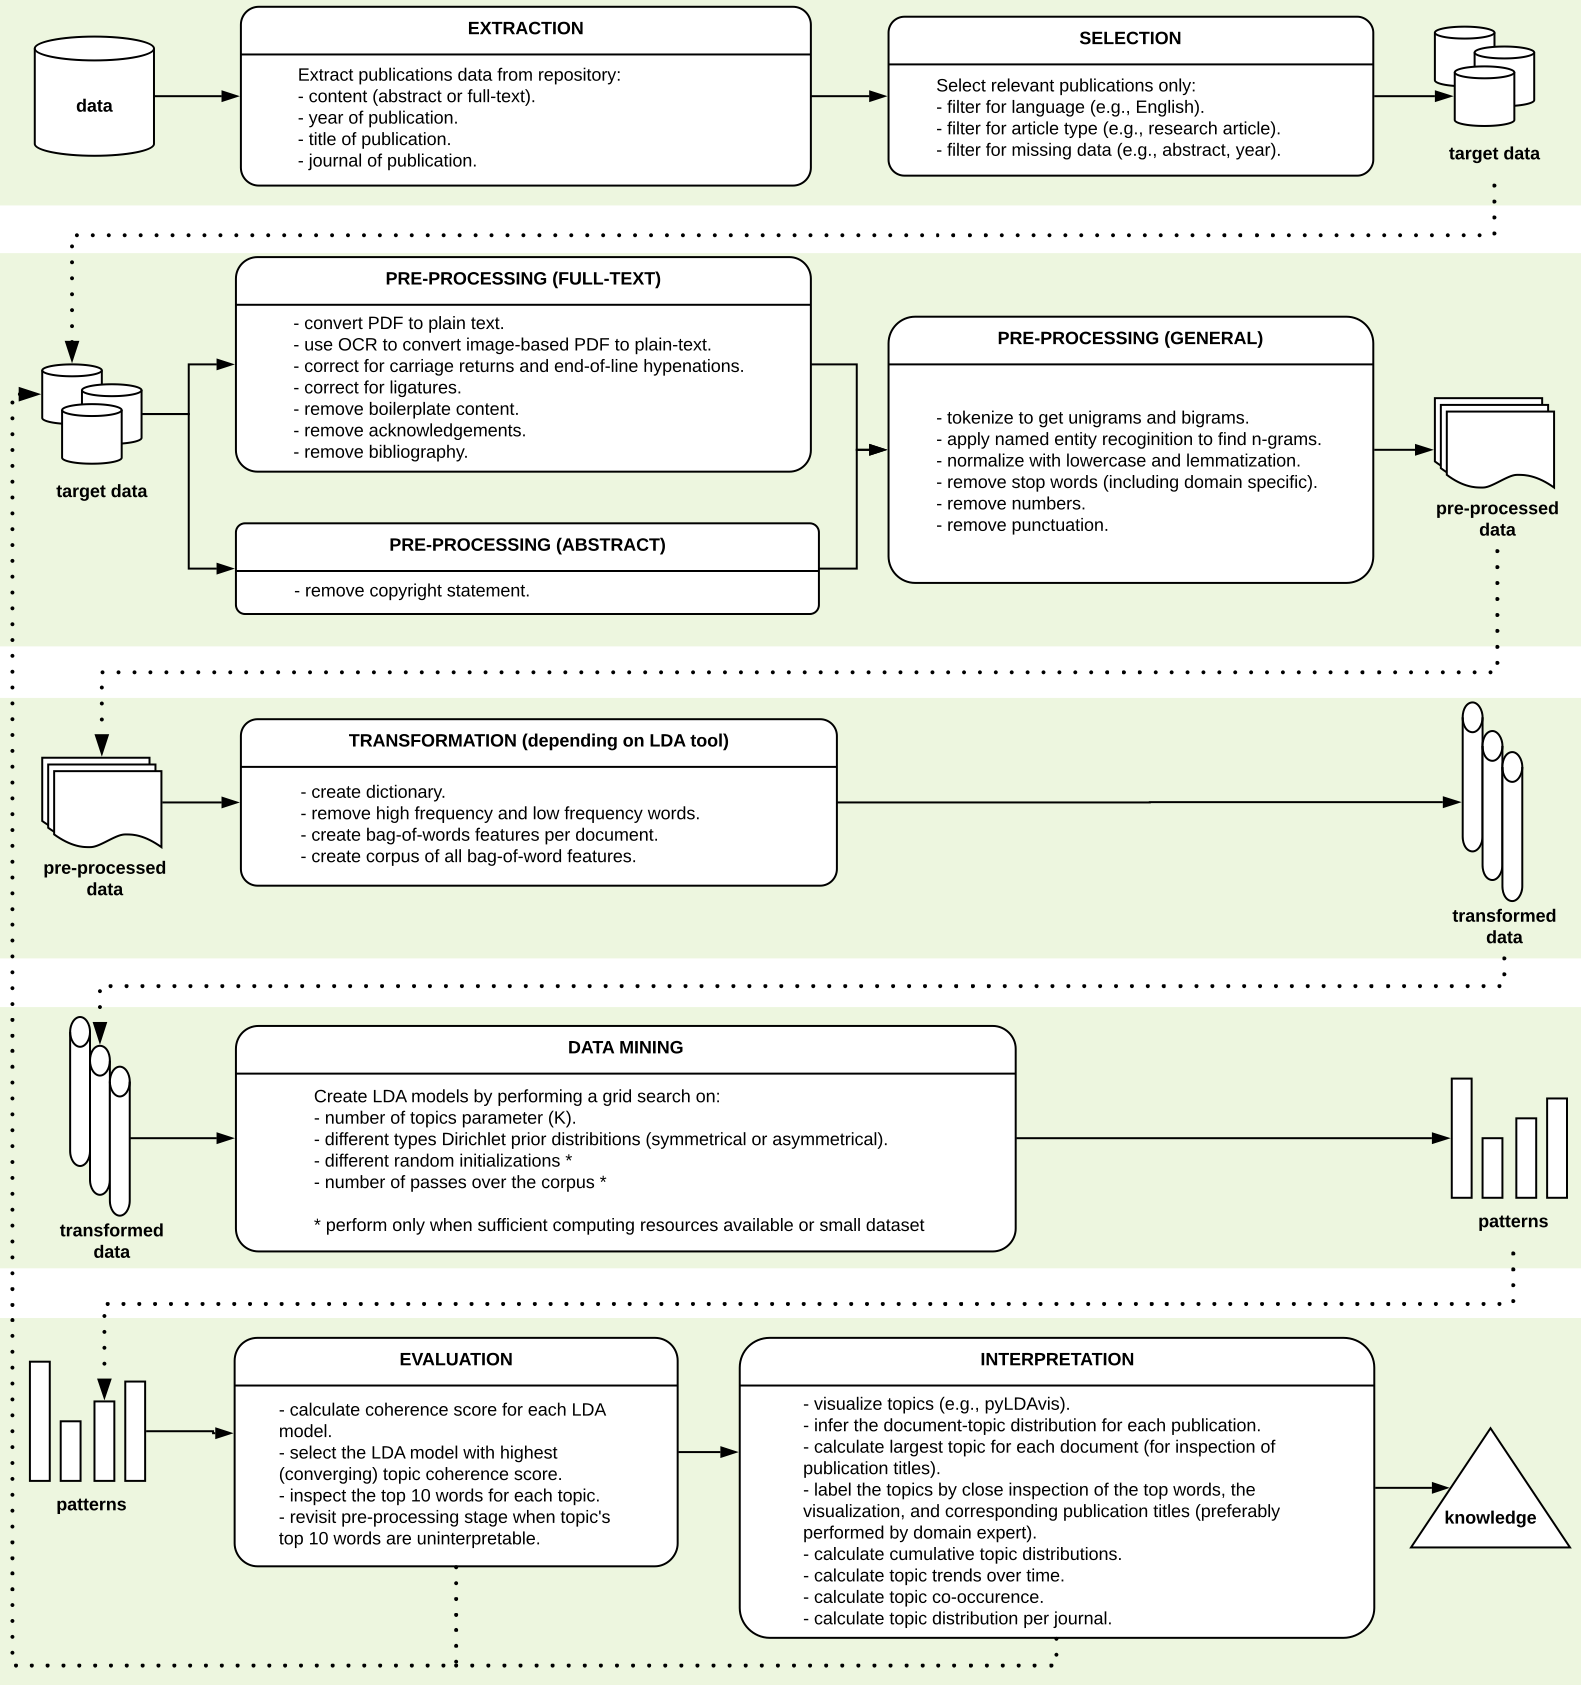 data
EXTRACTION
Extract publications data from repository:
- content (abstract or full-text).
- year of publication.
- title of publication.
- journal of publication.
SELECTION
Select relevant publications only:
- filter for language (e.g., English).
- filter for article type (e.g., research article).
- filter for missing data (e.g., abstract, year).
target data
target data
PRE-PROCESSING (FULL-TEXT)
- convert PDF to plain text.
- use OCR to convert image-based PDF to plain-text.
- correct for carriage returns and end-of-line hypenations.
- correct for ligatures.
- remove boilerplate content.
- remove acknowledgements.
- remove bibliography.
PRE-PROCESSING (ABSTRACT)
- remove copyright statement.
PRE-PROCESSING (GENERAL)
- tokenize to get unigrams and bigrams.
- apply named entity recoginition to find n-grams.
- normalize with lowercase and lemmatization.
- remove stop words (including domain specific).
- remove numbers.
- remove punctuation.
pre-processed
data
pre-processed
data
TRANSFORMATION (depending on LDA tool)
- create dictionary.
- remove high frequency and low frequency words.
- create bag-of-words features per document.
- create corpus of all bag-of-word features.
transformed
data
transformed
data
DATA MINING
Create LDA models by performing a grid search on:
- number of topics parameter (K).
- different types Dirichlet prior distribitions (symmetrical or asymmetrical).
- different random initializations *
- number of passes over the corpus *
* perform only when sufficient computing resources available or small dataset
patterns
patterns
EVALUATION
- calculate coherence score for each LDA
model.
- select the LDA model with highest
(converging) topic coherence score.
- inspect the top 10 words for each topic.
- revisit pre-processing stage when topic's
top 10 words are uninterpretable.
INTERPRETATION
- visualize topics (e.g., pyLDAvis).
- infer the document-topic distribution for each publication.
- calculate largest topic for each document (for inspection of
publication titles).
- label the topics by close inspection of the top words, the
visualization, and corresponding publication titles (preferably
performed by domain expert).
- calculate cumulative topic distributions.
- calculate topic trends over time.
- calculate topic co-occurence.
- calculate topic distribution per journal.
knowledge